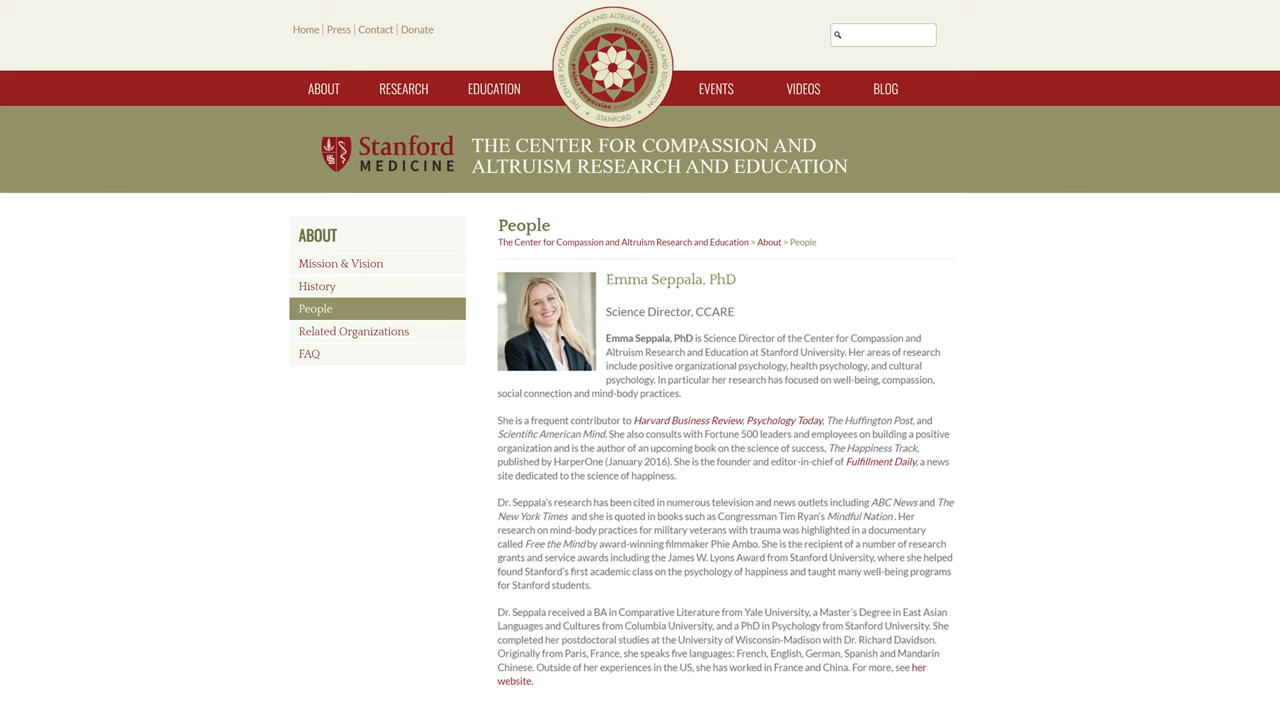 Home | Press | Contact | Donate
THE CENTER FOR COMPASSION AND ALTRUISM RESEARCH AND EDUCATION
project compassion
STANFORD
ABOUT
RESEARCH
EDUCATION
EVENTS
VIDEOS
BLOG
Stanford
MEDICINE
THE CENTER FOR COMPASSION AND
ALTRUISM RESEARCH AND EDUCATION
ABOUT
Mission & Vision
History
People
Related Organizations
FAQ
People
The Center for Compassion and Altruism Research and Education > About > People
Emma Seppala, PhD
Science Director, CCARE
Emma Seppala, PhD is Science Director of the Center for Compassion and
Altruism Research and Education at Stanford University. Her areas of research
include positive organizational psychology, health psychology, and cultural
psychology. In particular her research has focused on well-being, compassion,
social connection and mind-body practices.
She is a frequent contributor to Harvard Business Review, Psychology Today, The Huffington Post, and
Scientific American Mind. She also consults with Fortune 500 leaders and employees on building a positive
organization and is the author of an upcoming book on the science of success, The Happiness Track,
published by HarperOne (January 2016). She is the founder and editor-in-chief of Fulfillment Daily, a news
site dedicated to the science of happiness.
Dr. Seppala's research has been cited in numerous television and news outlets including ABC News and The
New York Times and she is quoted in books such as Congressman Tim Ryan's Mindful Nation . Her
research on mind-body practices for military veterans with trauma was highlighted in a documentary
called Free the Mind by award-winning filmmaker Phie Ambo. She is the recipient of a number of research
grants and service awards including the James W. Lyons Award from Stanford University, where she helped
found Stanford's first academic class on the psychology of happiness and taught many well-being programs
for Stanford students.
Dr. Seppala received a BA in Comparative Literature from Yale University, a Master's Degree in East Asian
Languages and Cultures from Columbia University, and a PhD in Psychology from Stanford University. She
completed her postdoctoral studies at the University of Wisconsin-Madison with Dr. Richard Davidson.
Originally from Paris, France, she speaks five languages: French, English, German, Spanish and Mandarin
Chinese. Outside of her experiences in the US, she has worked in France and China. For more, see her
website.